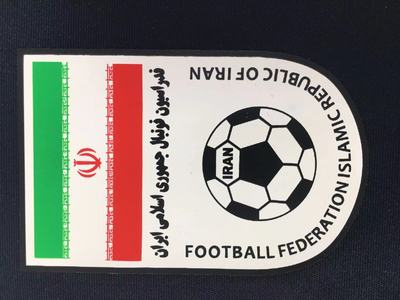 فدراسیون فوتبال جمهوری اسلامی ایران
IRAN
FOOTBALL FEDERATION ISLAMIC REPUBLIC OF IRAN